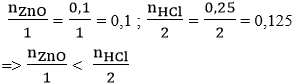 n_ZnO/1 = 0,1/1 = 0,1 ; n_HCl/2 = 0,25/2 = 0,125
=> n_ZnO/1 < n_HCl/2